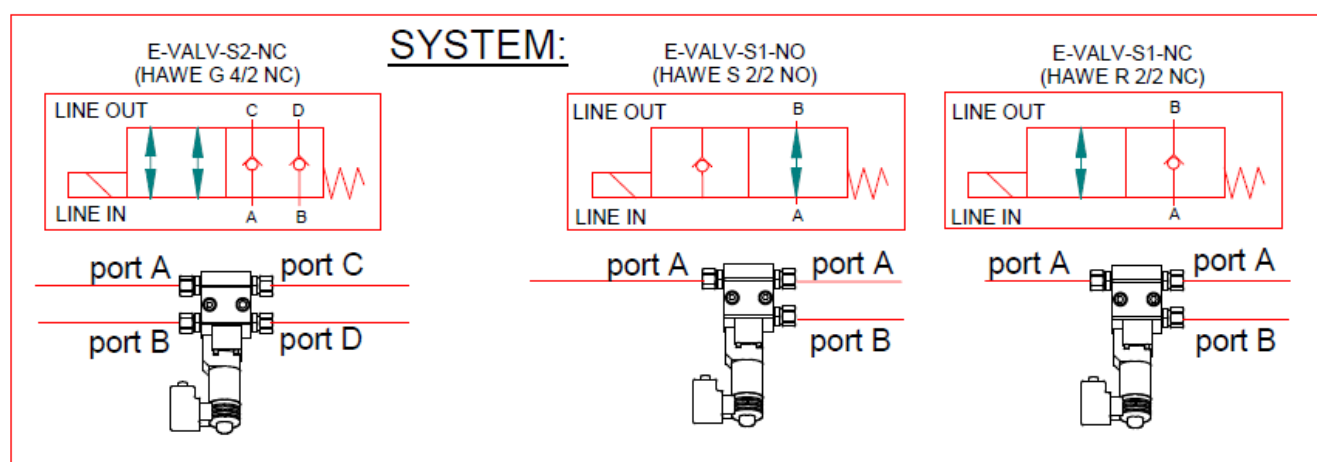 SYSTEM:
E-VALV-S2-NC
(HAWE G 4/2 NC)
LINE OUT
C
D
LINE IN
A
B
port A
port C
port B
port D
E-VALV-S1-NO
(HAWE S 2/2 NO)
LINE OUT
B
LINE IN
A
port A
port A
port B
E-VALV-S1-NC
(HAWE R 2/2 NC)
LINE OUT
B
LINE IN
A
port A
port A
port B